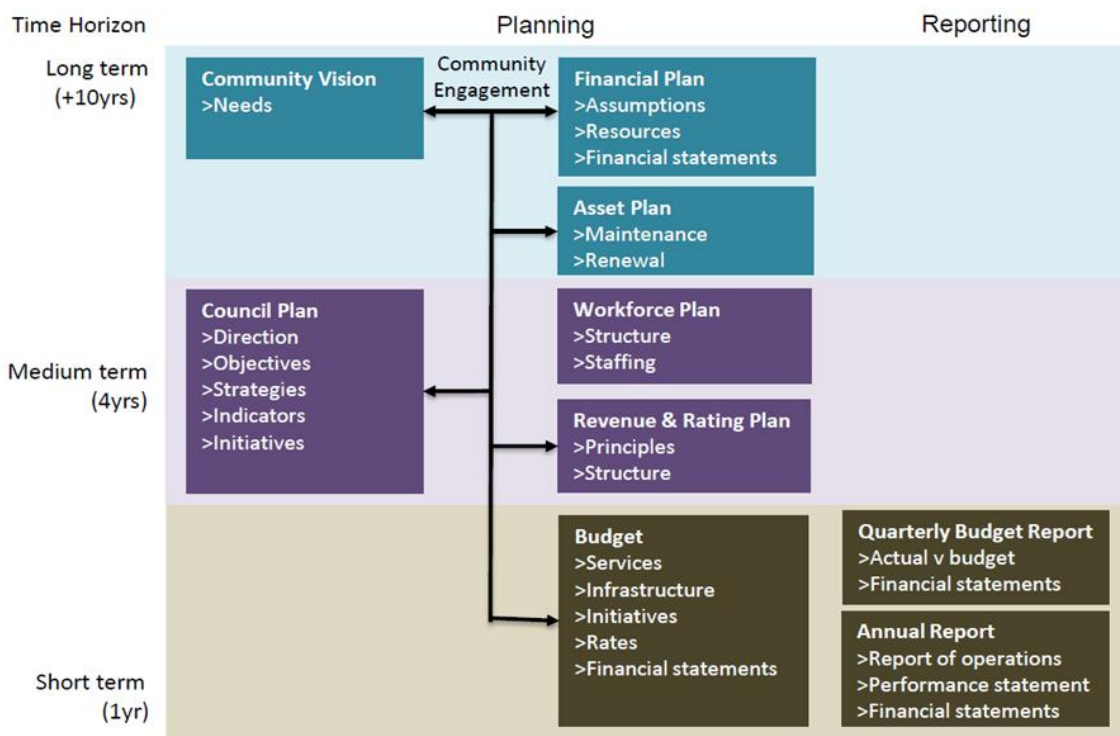 Time Horizon
Planning
Reporting
Long term
(+10yrs)
Community Vision
>Needs
Community
Engagement
Financial Plan
>Assumptions
>Resources
>Financial statements
Asset Plan
>Maintenance
>Renewal
Medium term
(4yrs)
Council Plan
>Direction
>Objectives
>Strategies
>Indicators
>Initiatives
Workforce Plan
>Structure
>Staffing
Revenue & Rating Plan
>Principles
>Structure
Short term
(1yr)
Budget
>Services
>Infrastructure
>Initiatives
>Rates
>Financial statements
Quarterly Budget Report
>Actual v budget
>Financial statements
Annual Report
>Report of operations
>Performance statement
>Financial statements